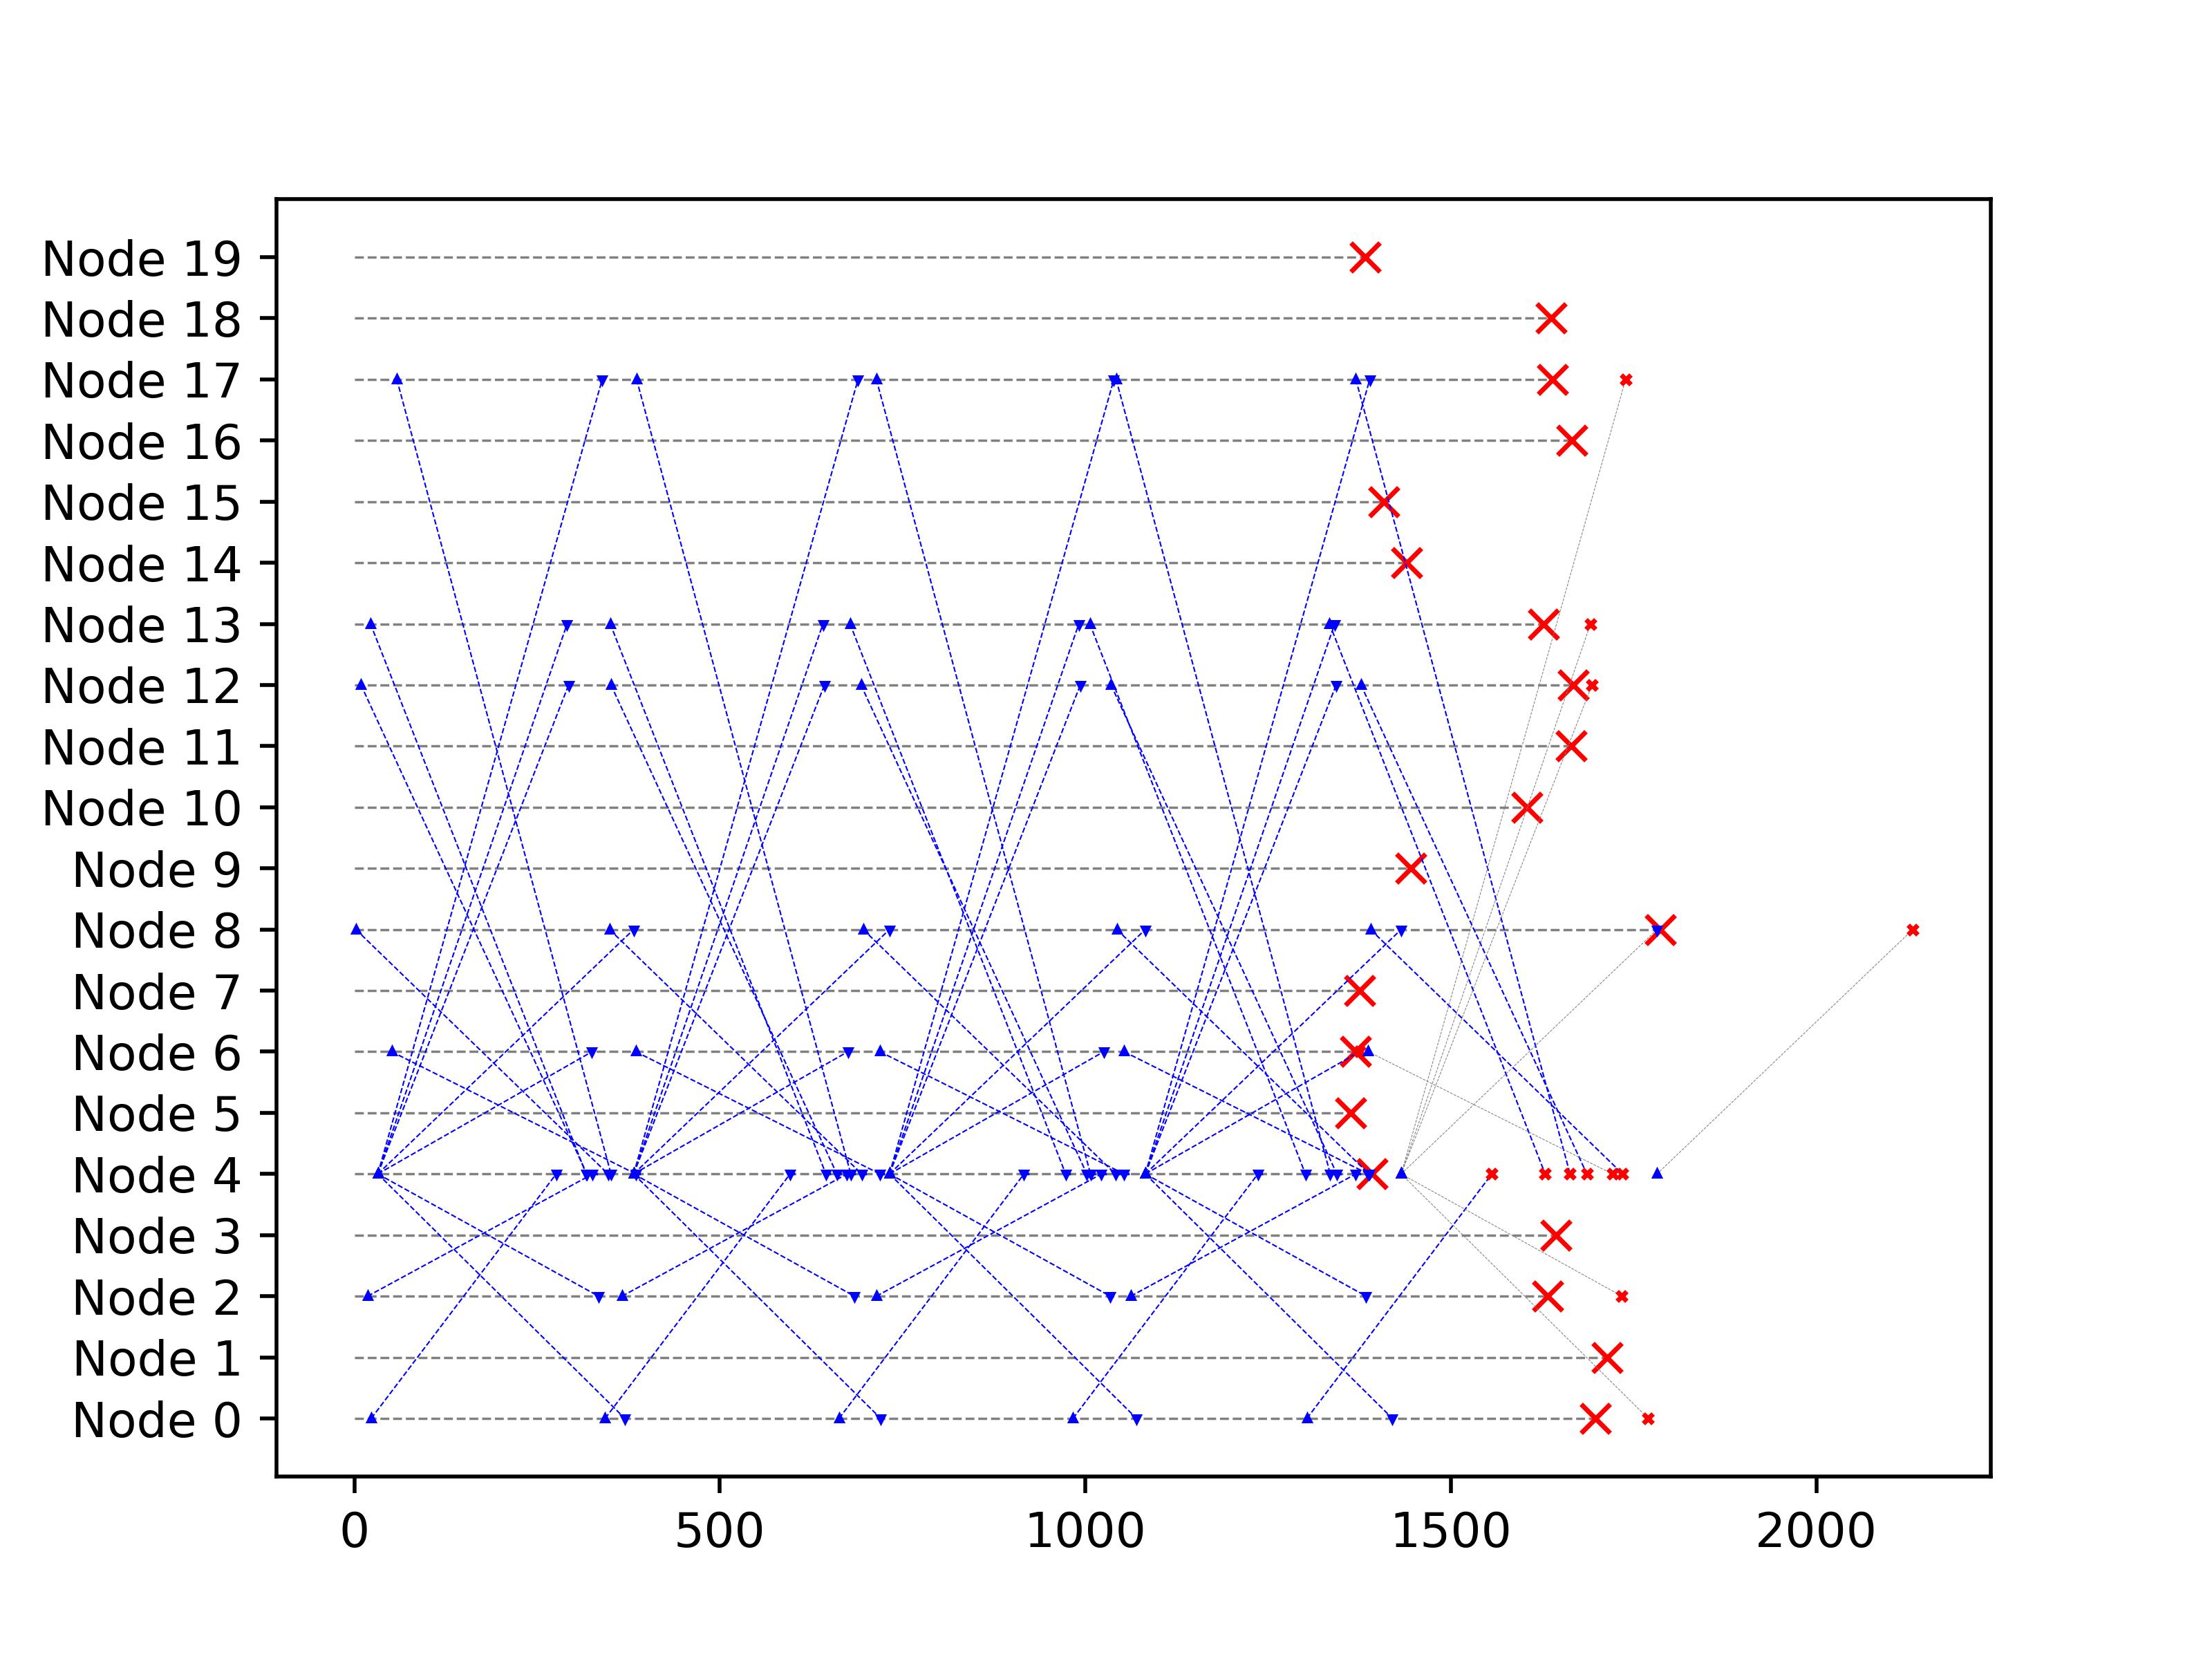 Node 19
Node 18
Node 17
Node 16
Node 15
Node 14
Node 13
Node 12
Node 11
Node 10
Node 9
Node 8
Node 7
Node 6
Node 5
Node 4
Node 3
Node 2
Node 1
Node 0
0 500 1000 1500 2000